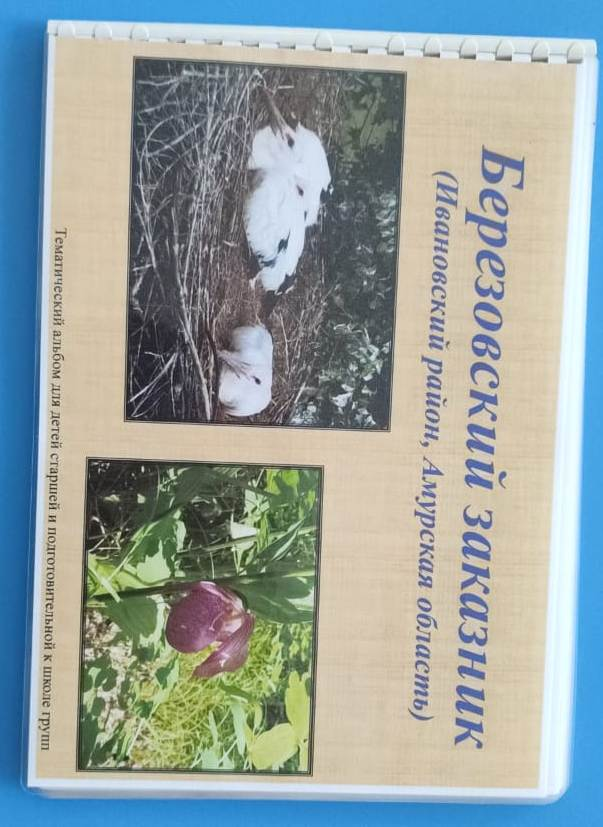 Березовский заказник
(Ивановский район, Амурская область)
Тематический альбом для детей старшей и подготовительной к школе групп